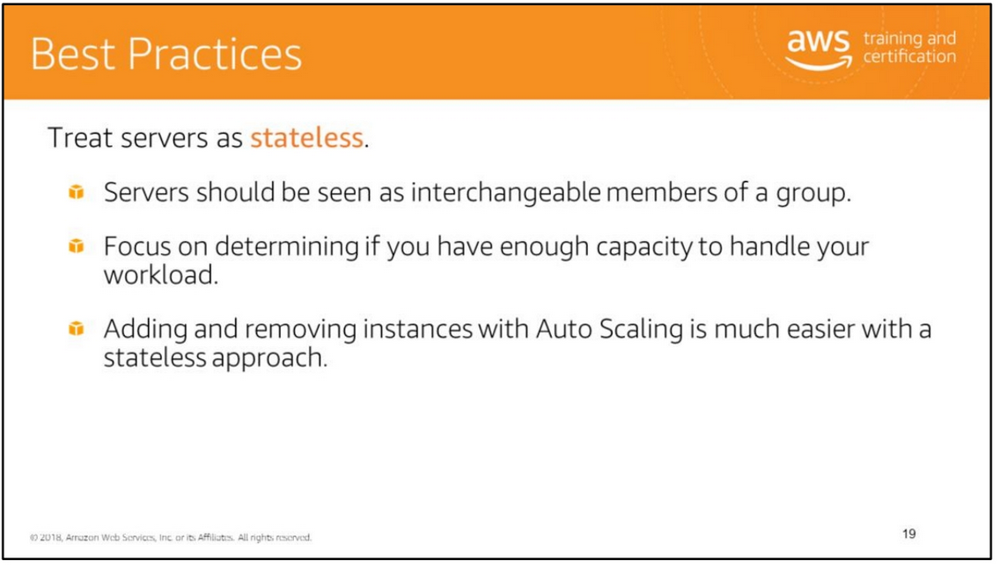 Best Practices
aws training and
certification
Treat servers as stateless.
Servers should be seen as interchangeable members of a group.
Focus on determining if you have enough capacity to handle your
workload.
Adding and removing instances with Auto Scaling is much easier with a
stateless approach.
© 2018, Amazon Web Services, Inc. or its Affiliates. All rights reserved.
19